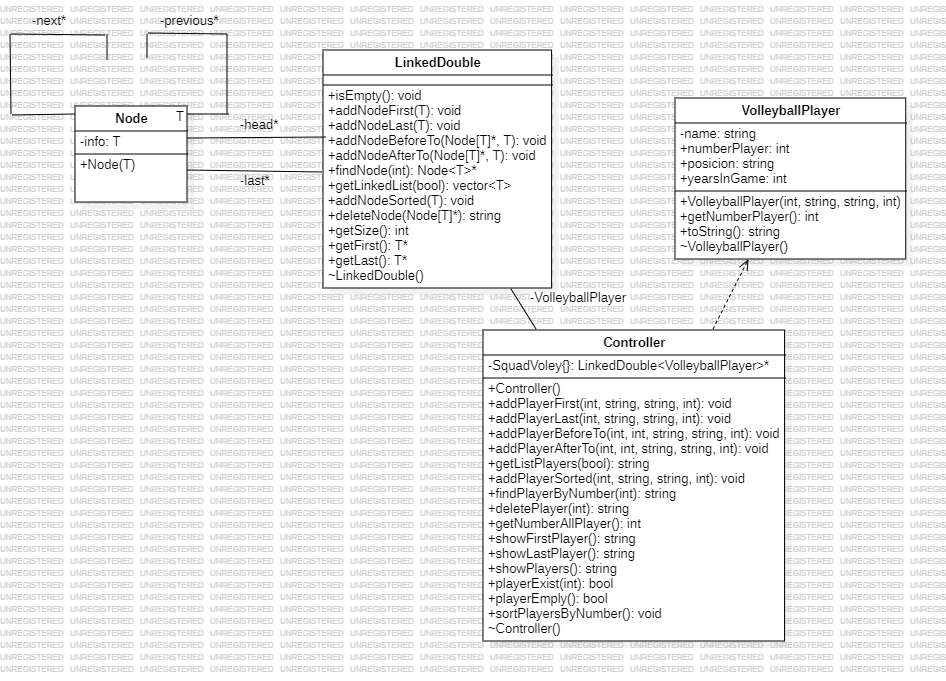 -next*
-previous*
Node
T
-info: T
+Node(T)
-head*
-last*
LinkedDouble
+isEmpty(): void
+addNodeFirst(T): void
+addNodeLast(T): void
+addNodeBeforeTo(Node[T]*, T): void
+addNodeAfterTo(Node[T]*, T): void
+findNode(int): Node<T>*
+getLinkedList(bool): vector<T>
+addNodeSorted(T): void
+deleteNode(Node[T]*): string
+getSize(): int
+getFirst(): T*
+getLast(): T*
~LinkedDouble()
VolleyballPlayer
-name: string
+numberPlayer: int
+posicion: string
+yearsInGame: int
+VolleyballPlayer(int, string, string, int)
+getNumberPlayer(): int
+toString(): string
~VolleyballPlayer()
-VolleyballPlayer
Controller
-SquadVoley{}: LinkedDouble<VolleyballPlayer>*
+Controller()
+addPlayerFirst(int, string, string, int): void
+addPlayerLast(int, string, string, int): void
+addPlayerBeforeTo(int, int, string, string, int): void
+addPlayerAfterTo(int, int, string, string, int): void
+getListPlayers(bool): string
+addPlayerSorted(int, string, string, int): void
+findPlayerByNumber(int): string
+deletePlayer(int): string
+getNumberAllPlayer(): int
+showFirstPlayer(): string
+showLastPlayer(): string
+showPlayers(): string
+playerExist(int): bool
+playerEmply(): bool
+sortPlayersByNumber(): void
~Controller()
UNREGISTERED